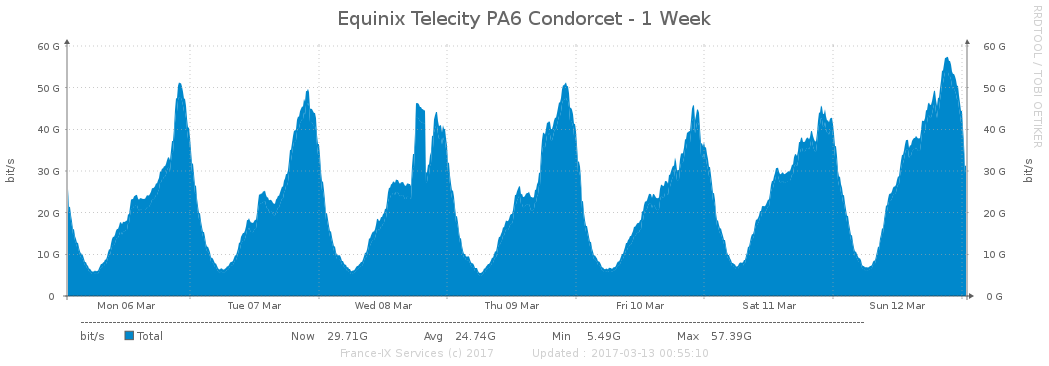 Equinix Telecity PA6 Condorcet - 1 Week
RRDTOOL / TOBI OETIKER
60 G 60 G
50 G 50 G
40 G 40 G
30 G 30 G
20 G 20 G
10 G 10 G
0 0 G
bit/s
bit/s
Mon 06 Mar Tue 07 Mar Wed 08 Mar Thu 09 Mar Fri 10 Mar Sat 11 Mar Sun 12 Mar
bit/s Total Now 29.71G Avg 24.74G Min 5.49G Max 57.39G
France-IX Services (c) 2017 Updated : 2017-03-13 00:55:10